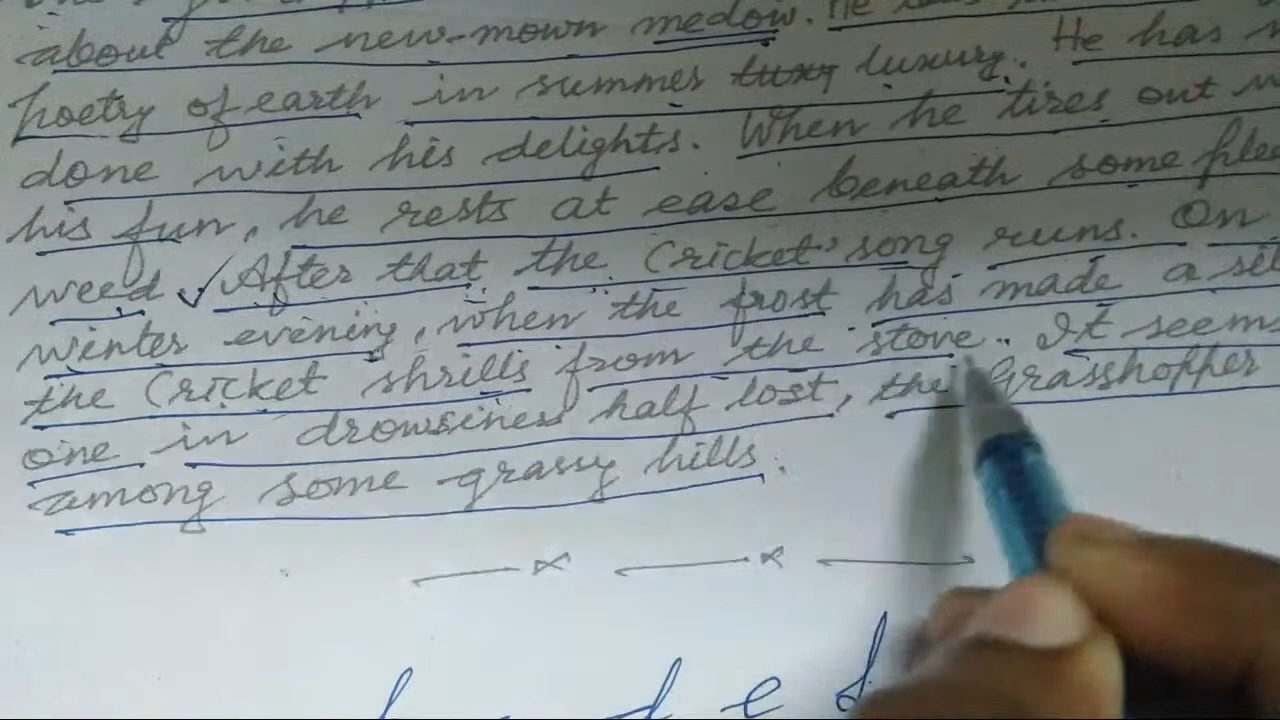 about the new-mown medow. He
Poetry of earth in summer luxury. He has
done with his delights. When he tires out
his fun, he rests at ease beneath some
weed ✓ After that the Cricket's song runs. On
winter evening, when the frost has made a
the Cricket shrills from the stove. It seems
one in drowsiness half lost, the Grasshopper
among some grassy hills.